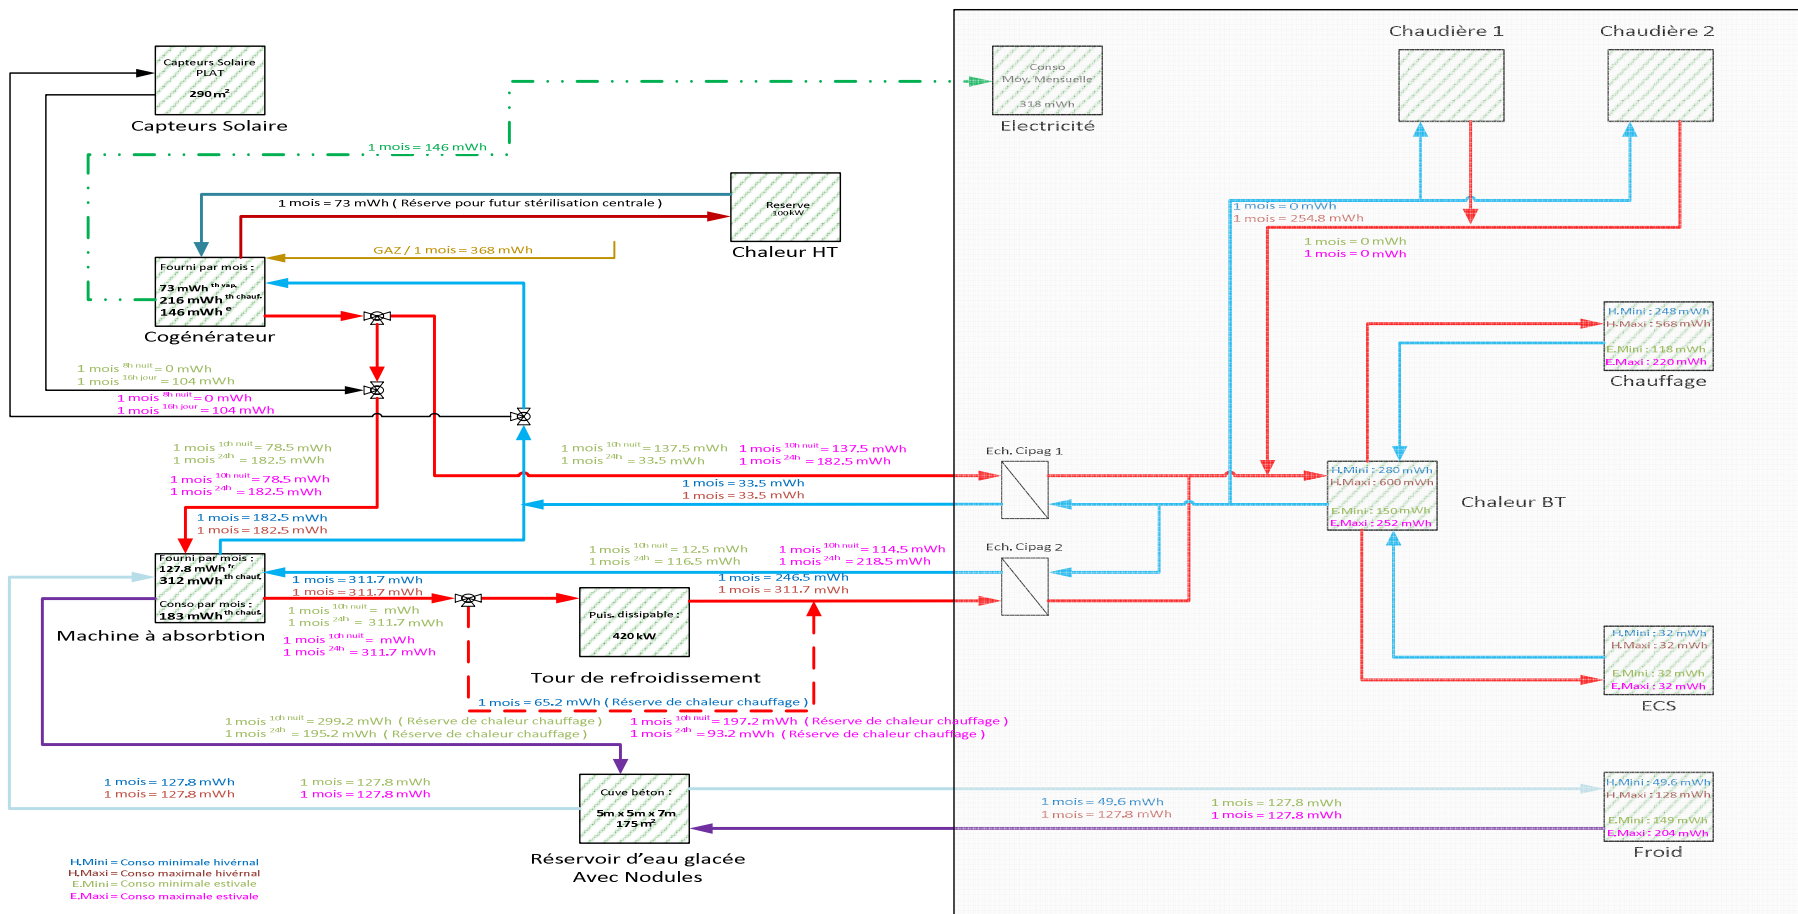 Capteurs Solaire
PLAT
290 m²
Capteurs Solaire
1 mois = 146 mWh
Conso
Moy. Mensuelle
318 mWh
Electricité
Chaudière 1
Chaudière 2
1 mois = 73 mWh ( Réserve pour futur stérilisation centrale )
Reserve
100kW
Chaleur HT
GAZ / 1 mois = 368 mWh
1 mois = 0 mWh
1 mois = 254.8 mWh
1 mois = 0 mWh
1 mois = 0 mWh
Fourni par mois :
73 mWh th vap.
216 mWh th chauf.
146 mWh e
Cogénérateur
H.Mini : 248 mWh
H.Maxi : 568 mWh
E.Mini : 118 mWh
E.Maxi : 220 mWh
Chauffage
1 mois 8h nuit = 0 mWh
1 mois 16h jour = 104 mWh
1 mois 8h nuit = 0 mWh
1 mois 16h jour = 104 mWh
1 mois 10h nuit = 78.5 mWh
1 mois 24h = 182.5 mWh
1 mois 10h nuit = 78.5 mWh
1 mois 24h = 182.5 mWh
1 mois = 182.5 mWh
1 mois = 182.5 mWh
1 mois 10h nuit = 137.5 mWh
1 mois 24h = 33.5 mWh
1 mois 10h nuit = 137.5 mWh
1 mois 24h = 182.5 mWh
1 mois = 33.5 mWh
1 mois = 33.5 mWh
Ech. Cipag 1
H.Mini : 280 mWh
H.Maxi : 600 mWh
E.Mini : 150 mWh
E.Maxi : 252 mWh
Chaleur BT
Fourni par mois :
127.8 mWh fr.
312 mWh th chauf.
Conso par mois :
183 mWh th chauf.
Machine à absorbtion
1 mois 10h nuit = 12.5 mWh
1 mois 24h = 116.5 mWh
1 mois 10h nuit = 114.5 mWh
1 mois 24h = 218.5 mWh
1 mois = 246.5 mWh
1 mois = 311.7 mWh
Ech. Cipag 2
1 mois = 311.7 mWh
1 mois = 311.7 mWh
1 mois 10h nuit = mWh
1 mois 24h = 311.7 mWh
1 mois 10h nuit = mWh
1 mois 24h = 311.7 mWh
Puis. dissipable :
420 kW
Tour de refroidissement
1 mois = 65.2 mWh ( Réserve de chaleur chauffage )
H.Mini : 32 mWh
H.Maxi : 32 mWh
E.Mini : 32 mWh
E.Maxi : 32 mWh
ECS
1 mois 10h nuit = 299.2 mWh ( Réserve de chaleur chauffage )
1 mois 24h = 195.2 mWh ( Réserve de chaleur chauffage )
1 mois 10h nuit = 197.2 mWh ( Réserve de chaleur chauffage )
1 mois 24h = 93.2 mWh ( Réserve de chaleur chauffage )
1 mois = 127.8 mWh
1 mois = 127.8 mWh
1 mois = 127.8 mWh
1 mois = 127.8 mWh
Cuve béton :
5m x 5m x 7m
175 m²
Réservoir d'eau glacée
Avec Nodules
1 mois = 49.6 mWh
1 mois = 127.8 mWh
1 mois = 127.8 mWh
1 mois = 127.8 mWh
H.Mini : 49.6 mWh
H.Maxi : 128 mWh
E.Mini : 149 mWh
E.Maxi : 204 mWh
Froid
H.Mini = Conso minimale hivérnal
H.Maxi = Conso maximale hivérnal
E.Mini = Conso minimale estivale
E.Maxi = Conso maximale estivale